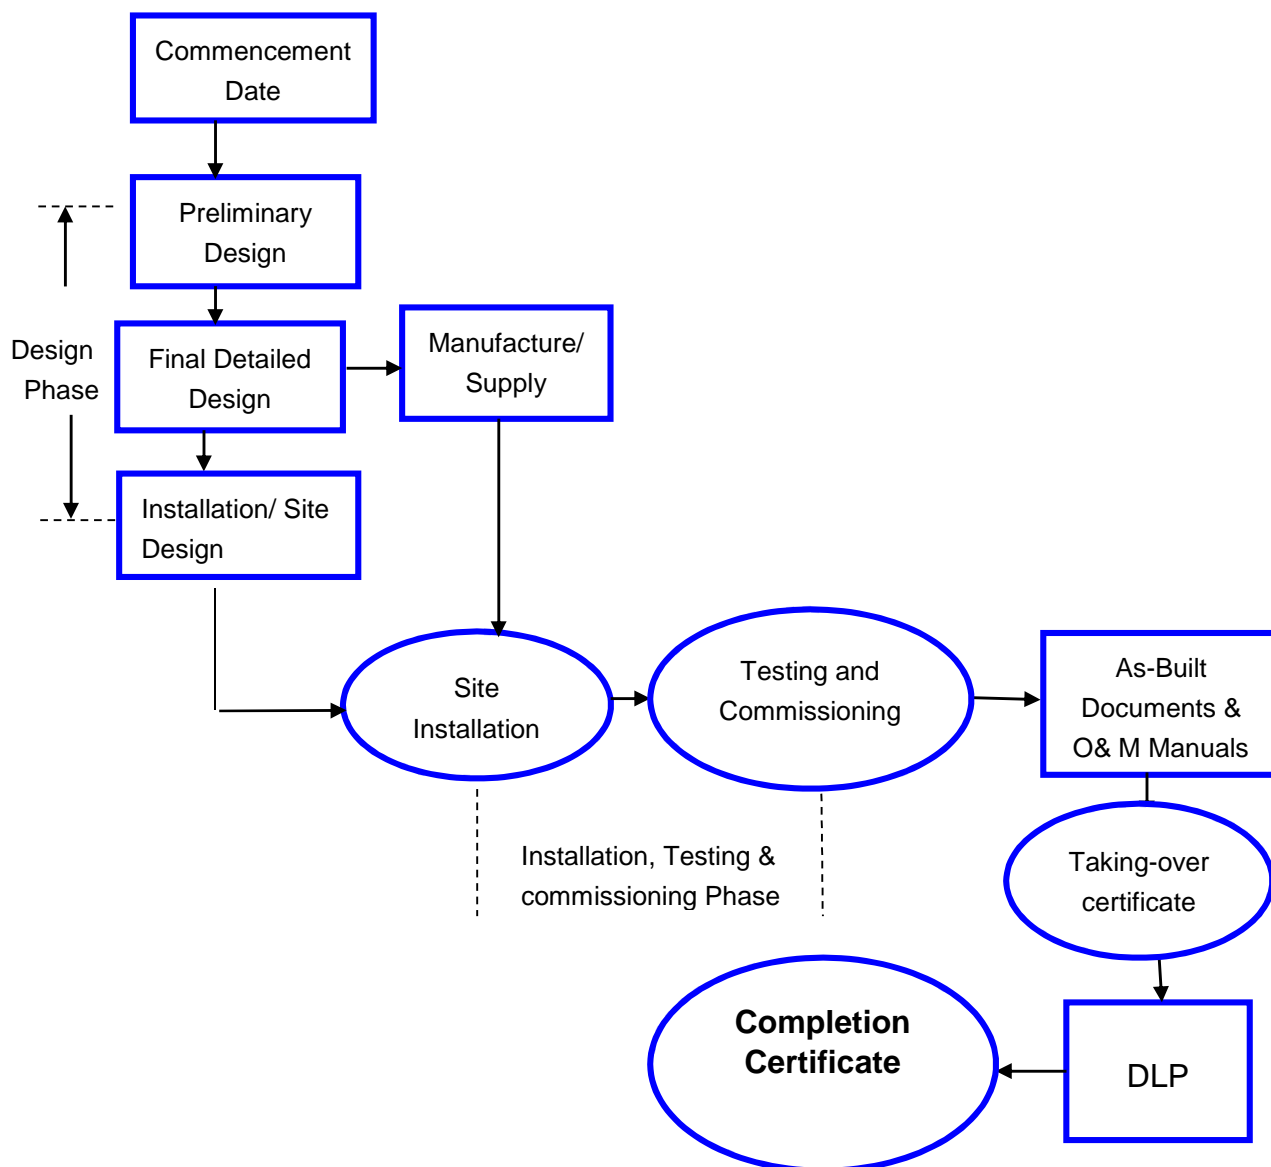 Commencement
Date
Preliminary
Design
Design
Phase
Final Detailed
Design
Manufacture/
Supply
Installation/ Site
Design
Site
Installation
Testing and
Commissioning
As-Built
Documents &
O& M Manuals
Installation, Testing &
commissioning Phase
Taking-over
certificate
Completion
Certificate
DLP